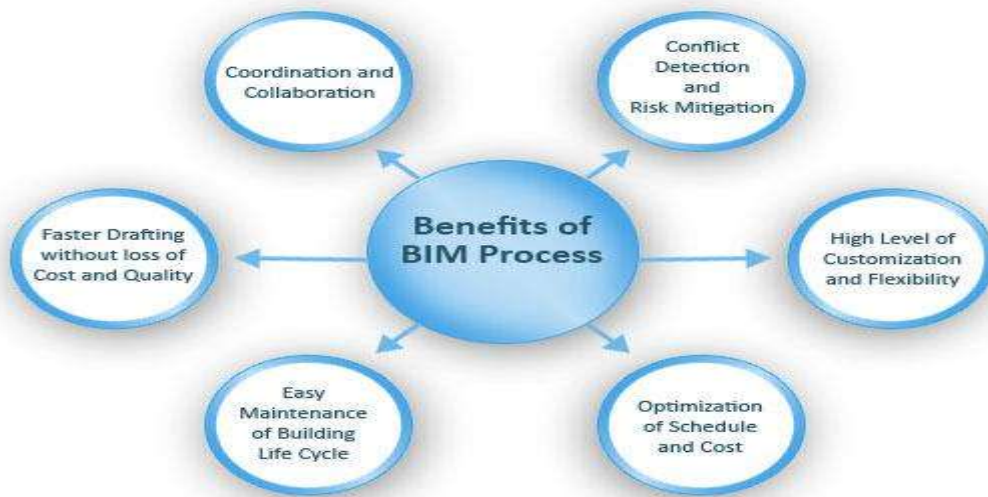 Coordination and
Collaboration
Conflict
Detection
and
Risk Mitigation
Benefits of
BIM Process
Faster Drafting
without loss of
Cost and Quality
High Level of
Customization
and Flexibility
Easy
Maintenance
of Building
Life Cycle
Optimization
of Schedule
and Cost